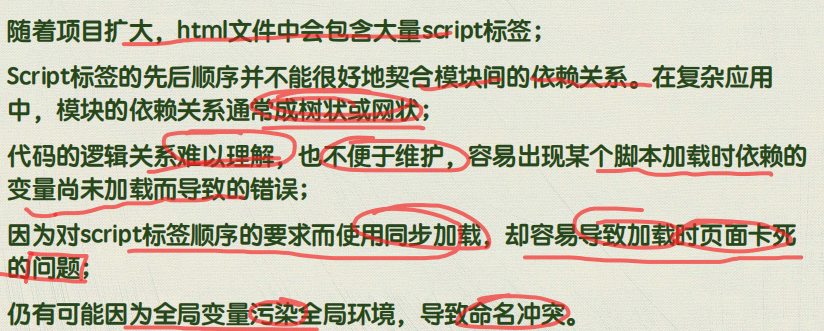 随着项目扩大，html文件中会包含大量script标签；
Script标签的先后顺序并不能很好地契合模块间的依赖关系。在复杂应用
中，模块的依赖关系通常成树状或网状；
代码的逻辑关系难以理解，也不便于维护，容易出现某个脚本加载时依赖的
变量尚未加载而导致的错误；
因为对script标签顺序的要求而使用同步加载，却容易导致加载时页面卡死
的问题；
仍有可能因为全局变量污染全局环境，导致命名冲突。